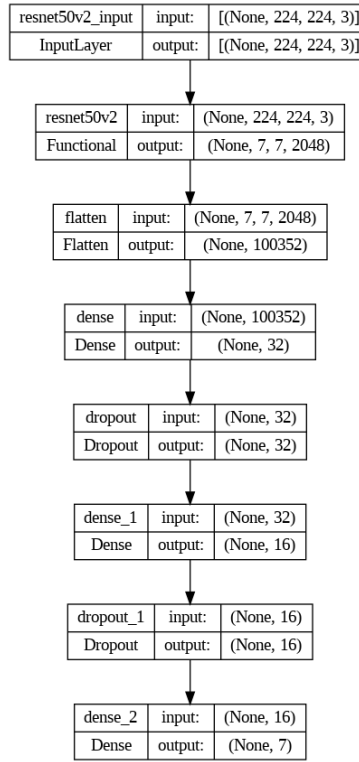 resnet50v2_input input: [(None, 224, 224, 3)]
InputLayer output: [(None, 224, 224, 3)]
resnet50v2 input: (None, 224, 224, 3)
Functional output: (None, 7, 7, 2048)
flatten input: (None, 7, 7, 2048)
Flatten output: (None, 100352)
dense input: (None, 100352)
Dense output: (None, 32)
dropout input: (None, 32)
Dropout output: (None, 32)
dense_1 input: (None, 32)
Dense output: (None, 16)
dropout_1 input: (None, 16)
Dropout output: (None, 16)
dense_2 input: (None, 16)
Dense output: (None, 7)